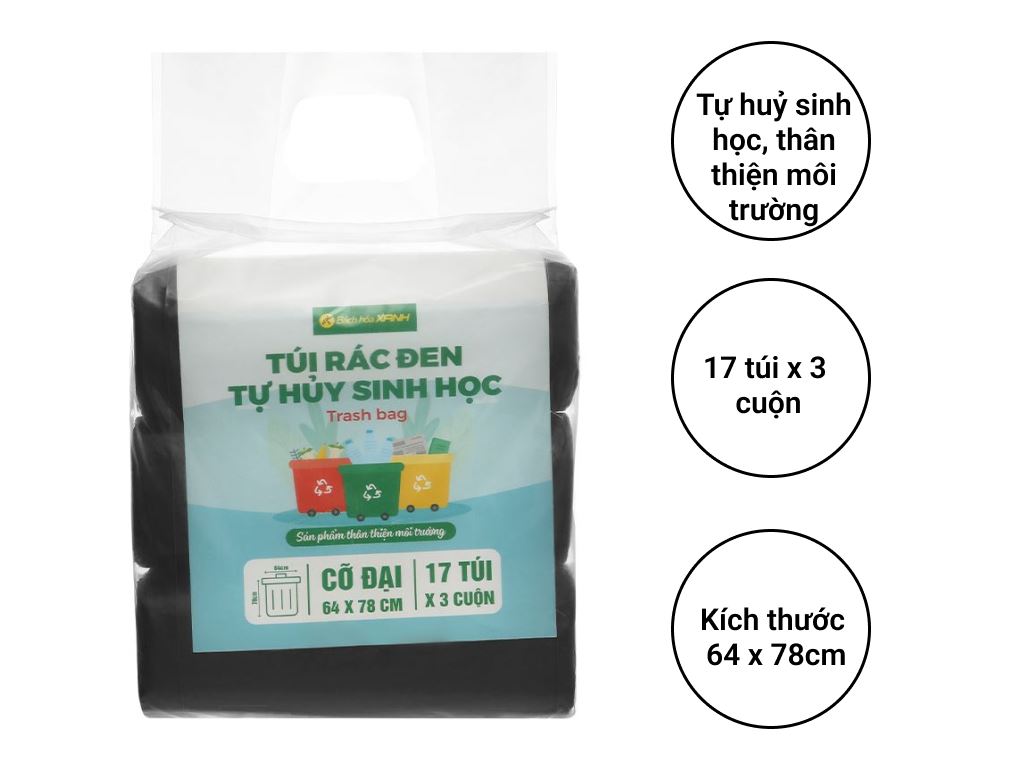 Bách hóa XANH
TÚI RÁC ĐEN
TỰ HỦY SINH HỌC
Trash bag
Sản phẩm thân thiện môi trường
64cm
78cm
CỠ ĐẠI
64 X 78 CM
17 TÚI
X 3 CUỘN
Tự huỷ sinh
học, thân
thiện môi
trường
17 túi x 3
cuộn
Kích thước
64 x 78cm